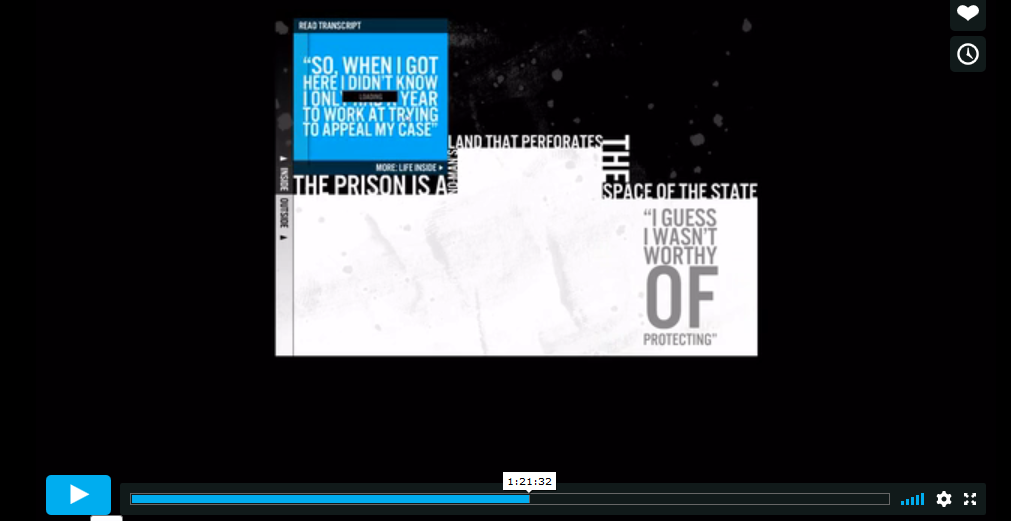 READ TRANSCRIPT
“SO, WHEN I GOT
HERE I DIDN'T KNOW
I ONLY HAD A YEAR
LOADING
TO WORK AT TRYING
TO APPEAL MY CASE”
MORE: LIFE INSIDE ▸
INSIDE
OUTSIDE
THE PRISON IS A
NO-MAN'S
LAND THAT PERFORATES
THE
SPACE OF THE STATE
“I GUESS
I WASN'T
WORTHY
OF
PROTECTING”
1:21:32